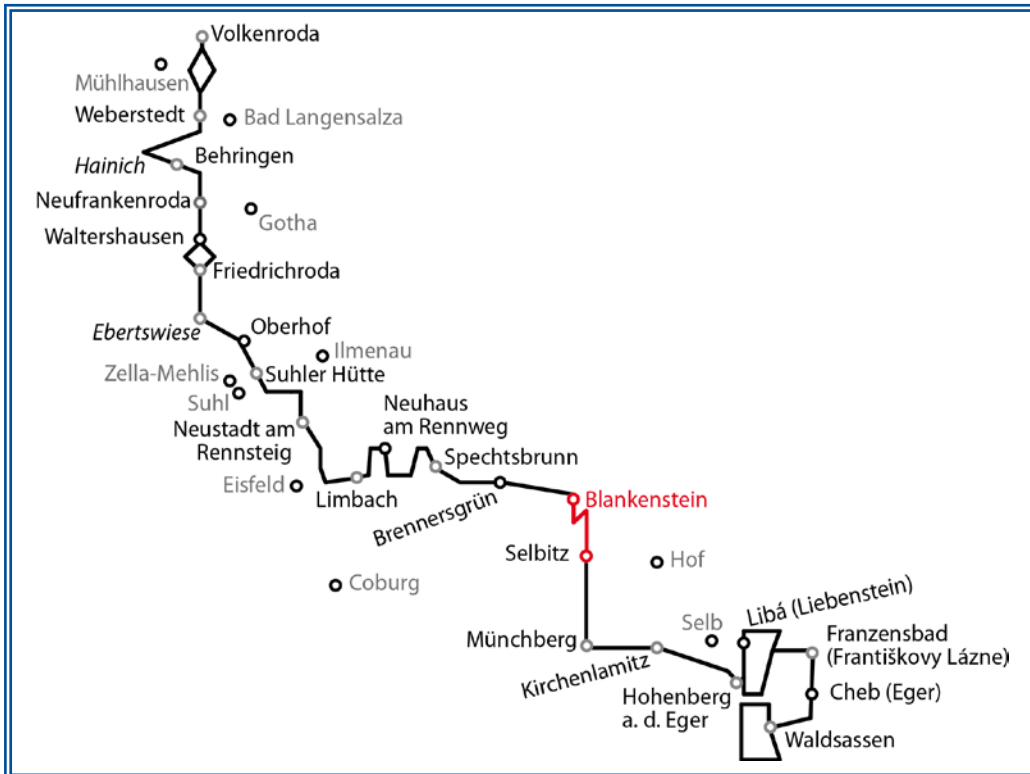 Volkenroda
Mühlhausen
Weberstedt
Bad Langensalza
Hainich
Behringen
Neufrankenroda
Gotha
Waltershausen
Friedrichroda
Ebertswiese
Oberhof
Ilmenau
Zella-Mehlis
Suhler Hütte
Suhl
Neuhaus
am Rennweg
Neustadt am
Rennsteig
Spechtsbrunn
Eisfeld
Limbach
Brennersgrün
Blankenstein
Selbitz
Hof
Coburg
Libá (Liebenstein)
Selb
Münchberg
Kirchenlamitz
Franzensbad
(Františkovy Lázne)
Hohenberg
a. d. Eger
Cheb (Eger)
Waldsassen